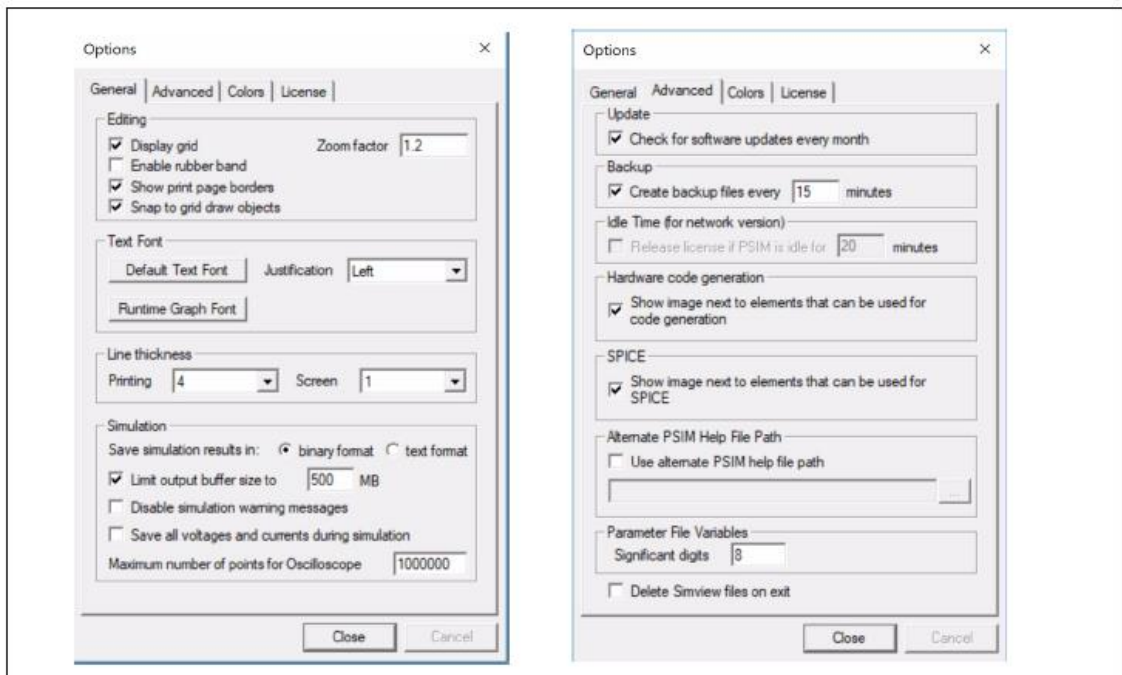 Options
General Advanced Colors License
Editing
Display grid Zoom factor 1.2
Enable rubber band
Show print page borders
Snap to grid draw objects
Text Font
Default Text Font Justification Left
Runtime Graph Font
Line thickness
Printing 4 Screen 1
Simulation
Save simulation results in: binary format text format
Limit output buffer size to 500 MB
Disable simulation warning messages
Save all voltages and currents during simulation
Maximum number of points for Oscilloscope 1000000
Close Cancel
Options
General Advanced Colors License
Update
Check for software updates every month
Backup
Create backup files every 15 minutes
Idle Time (for network version)
Release license if PSIM is idle for 20 minutes
Hardware code generation
Show image next to elements that can be used for
code generation
SPICE
Show image next to elements that can be used for
SPICE
Alternate PSIM Help File Path
Use alternate PSIM help file path
...
Parameter File Variables
Significant digits 8
Delete Simview files on exit
Close Cancel